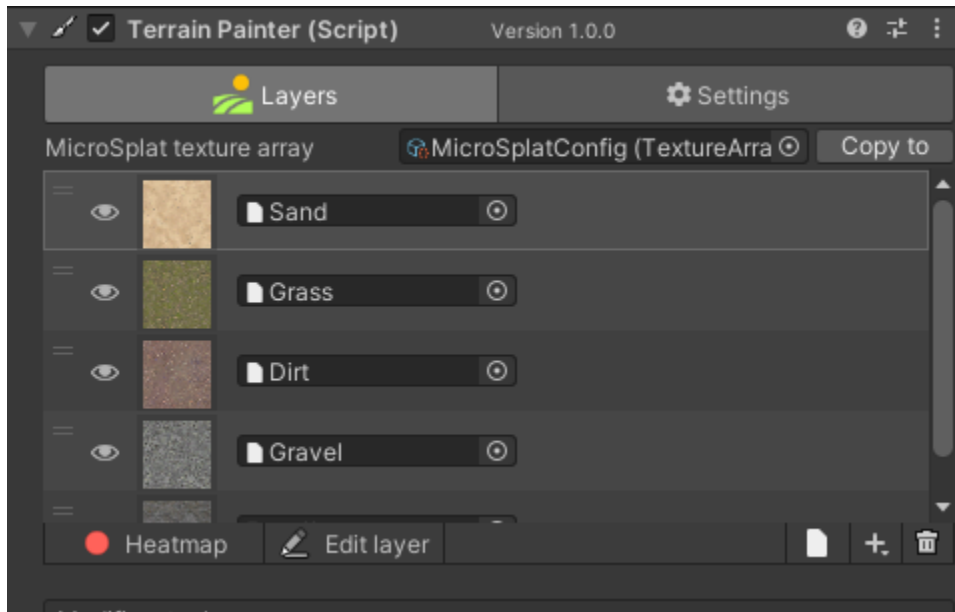 Terrain Painter (Script) Version 1.0.0
Layers Settings
MicroSplat texture array MicroSplatConfig (TextureArra Copy to
Sand
Grass
Dirt
Gravel
Heatmap Edit layer